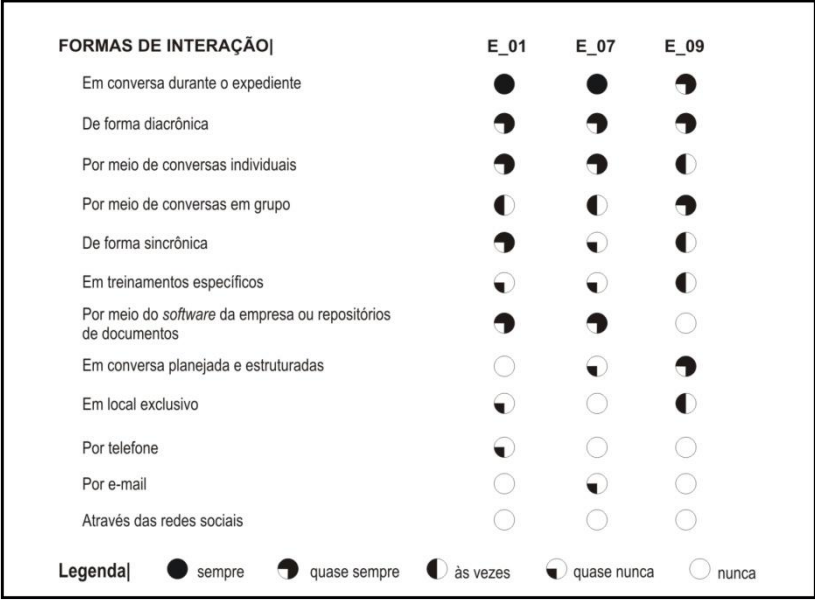 FORMAS DE INTERAÇÃO| E_01 E_07 E_09
Em conversa durante o expediente
De forma diacrônica
Por meio de conversas individuais
Por meio de conversas em grupo
De forma sincrônica
Em treinamentos específicos
Por meio do software da empresa ou repositórios
de documentos
Em conversa planejada e estruturadas
Em local exclusivo
Por telefone
Por e-mail
Através das redes sociais
Legenda| sempre quase sempre às vezes quase nunca nunca